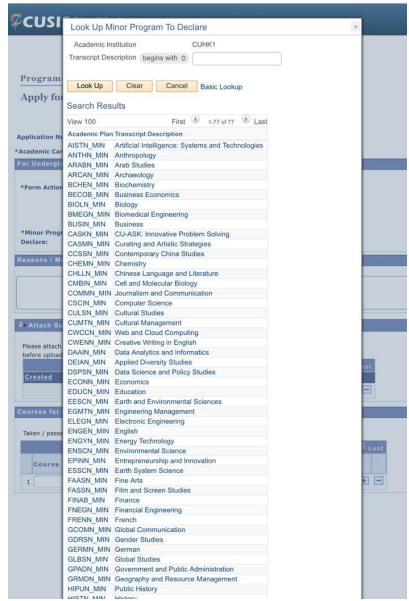 CUSI
Look Up Minor Program To Declare
Academic Institution CUHK1
Transcript Description begins with
Look Up Clear Cancel Basic Lookup
Search Results
View 100 First 1-77 of 77 Last
Academic Plan Transcript Description
AISTN_MIN Artificial Intelligence: Systems and Technologies
ANTHN_MIN Anthropology
ARABN_MIN Arab Studies
ARCAN_MIN Archaeology
BCHEN_MIN Biochemistry
BECOB_MIN Business Economics
BIOLN_MIN Biology
BMEGN_MIN Biomedical Engineering
BUSIN_MIN Business
CASKN_MIN CU-ASK: Innovative Problem Solving
CASMN_MIN Curating and Artistic Strategies
CCSSN_MIN Contemporary China Studies
CHEMN_MIN Chemistry
CHLLN_MIN Chinese Language and Literature
CMBIN_MIN Cell and Molecular Biology
COMMN_MIN Journalism and Communication
CSCIN_MIN Computer Science
CULSN_MIN Cultural Studies
CUMTN_MIN Cultural Management
CWCCN_MIN Web and Cloud Computing
CWENN_MIN Creative Writing in English
DAAIN_MIN Data Analytics and Informatics
DEIAN_MIN Applied Diversity Studies
DSPSN_MIN Data Science and Policy Studies
ECONN_MIN Economics
EDUCN_MIN Education
EESCN_MIN Earth and Environmental Sciences
EGMTN_MIN Engineering Management
ELEGN_MIN Electronic Engineering
ENGEN_MIN English
ENGYN_MIN Energy Technology
ENSCN_MIN Environmental Science
EPINN_MIN Entrepreneurship and Innovation
ESSCN_MIN Earth System Science
FAASN_MIN Fine Arts
FASSN_MIN Film and Screen Studies
FINAB_MIN Finance
FNEGN_MIN Financial Engineering
FRENN_MIN French
GCOMN_MIN Global Communication
GDRSN_MIN Gender Studies
GERMN_MIN German
GLBSN_MIN Global Studies
GPADN_MIN Government and Public Administration
GRMDN_MIN Geography and Resource Management
HIPUN_MIN Public History
HISTN_MIN History
Program
Apply for
Application
*Academic Car
For Undergra
*Form Action
*Minor Progr
Declare:
Reasons / M
Attach Su
Please attach
before upload
Created
Courses for
Taken / passe
Last
Course
1